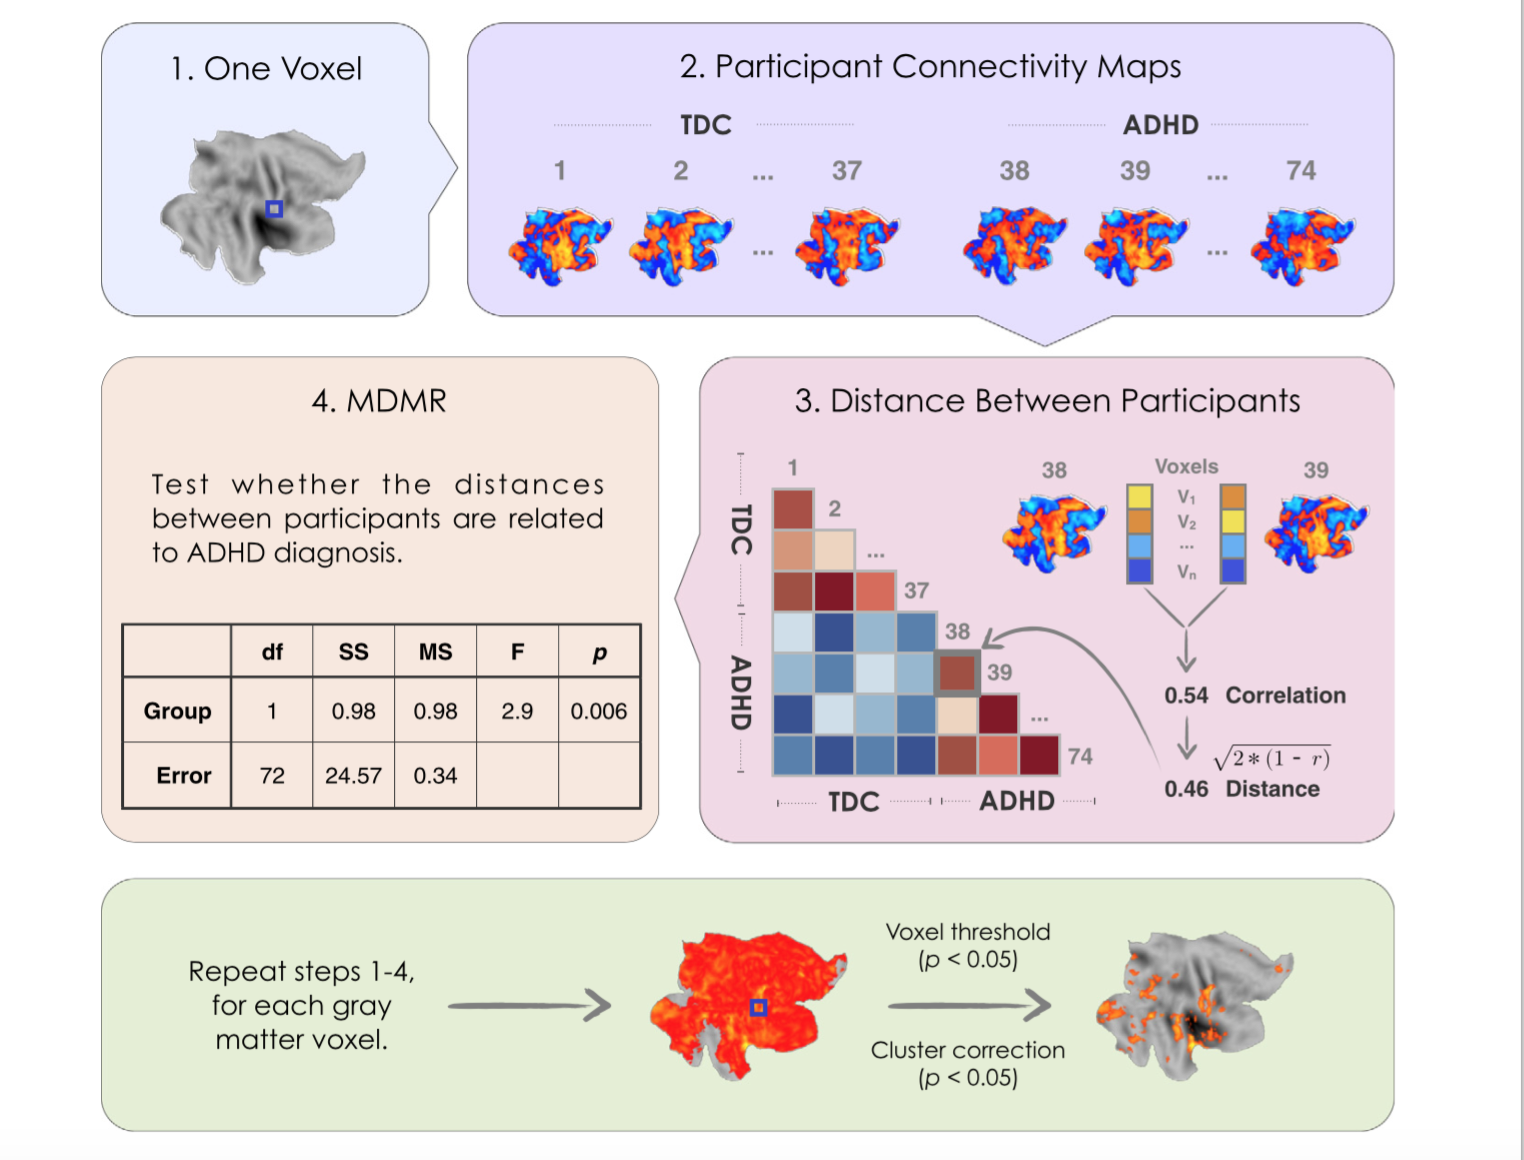 1. One Voxel
2. Participant Connectivity Maps
TDC
ADHD
1 2 ... 37 38 39 ... 74
... ...
3. Distance Between Participants
TDC
ADHD
1
2
...
37
38
39
...
74
TDC ADHD
38 Voxels 39
V1
V2
...
Vn
0.54 Correlation
√2*(1 - r)
0.46 Distance
4. MDMR
Test whether the distances
between participants are related
to ADHD diagnosis.
df SS MS F p
Group 1 0.98 0.98 2.9 0.006
Error 72 24.57 0.34
Repeat steps 1-4,
for each gray
matter voxel.
Voxel threshold
(p < 0.05)
Cluster correction
(p < 0.05)